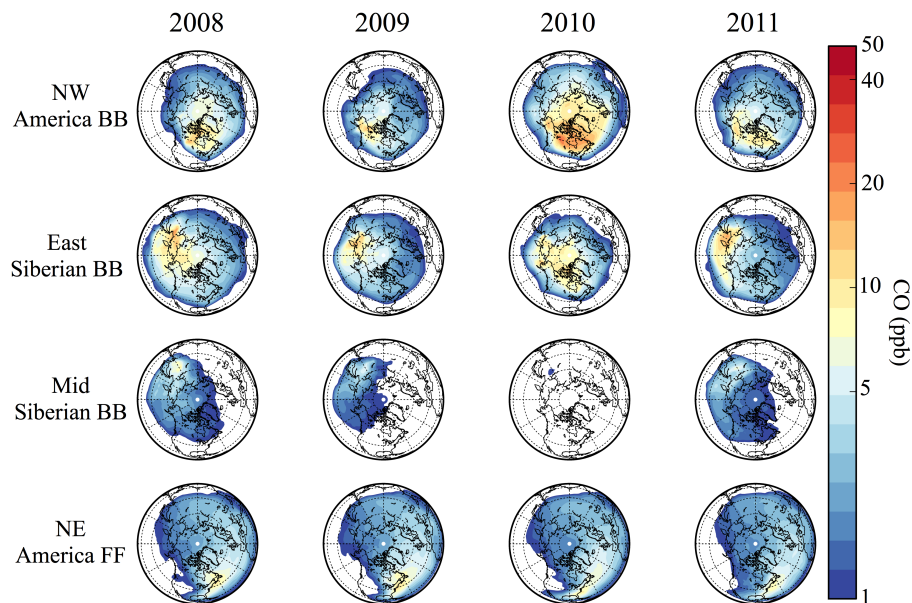 2008 2009 2010 2011
NW
America BB
East
Siberian BB
Mid
Siberian BB
NE
America FF
50
40
20
10
5
1
CO (ppb)